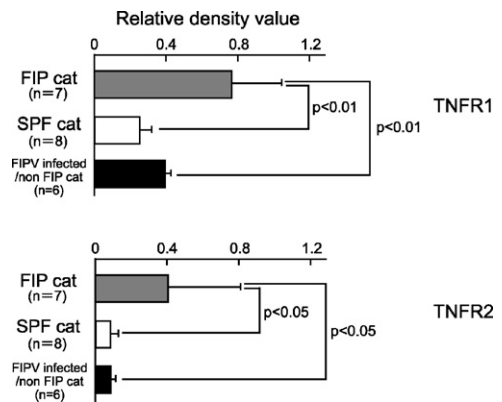 Relative density value
0 0.4 0.8 1.2
FIP cat
(n=7)
SPF cat
(n=8)
FIPV infected
/non FIP cat
(n=6)
p<0.01
p<0.01
TNFR1
0 0.4 0.8 1.2
FIP cat
(n=7)
SPF cat
(n=8)
FIPV infected
/non FIP cat
(n=6)
p<0.05
p<0.05
TNFR2